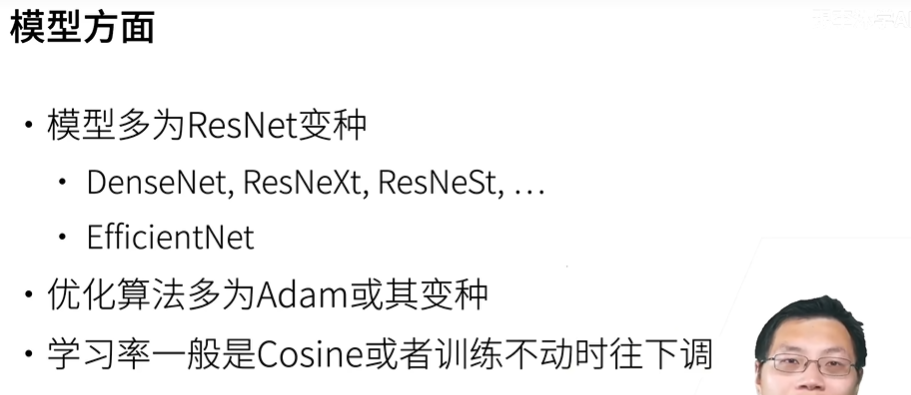 模型方面
• 模型多为ResNet变种
• DenseNet, ResNeXt, ResNeSt, …
• EfficientNet
• 优化算法多为Adam或其变种
• 学习率一般是Cosine或者训练不动时往下调